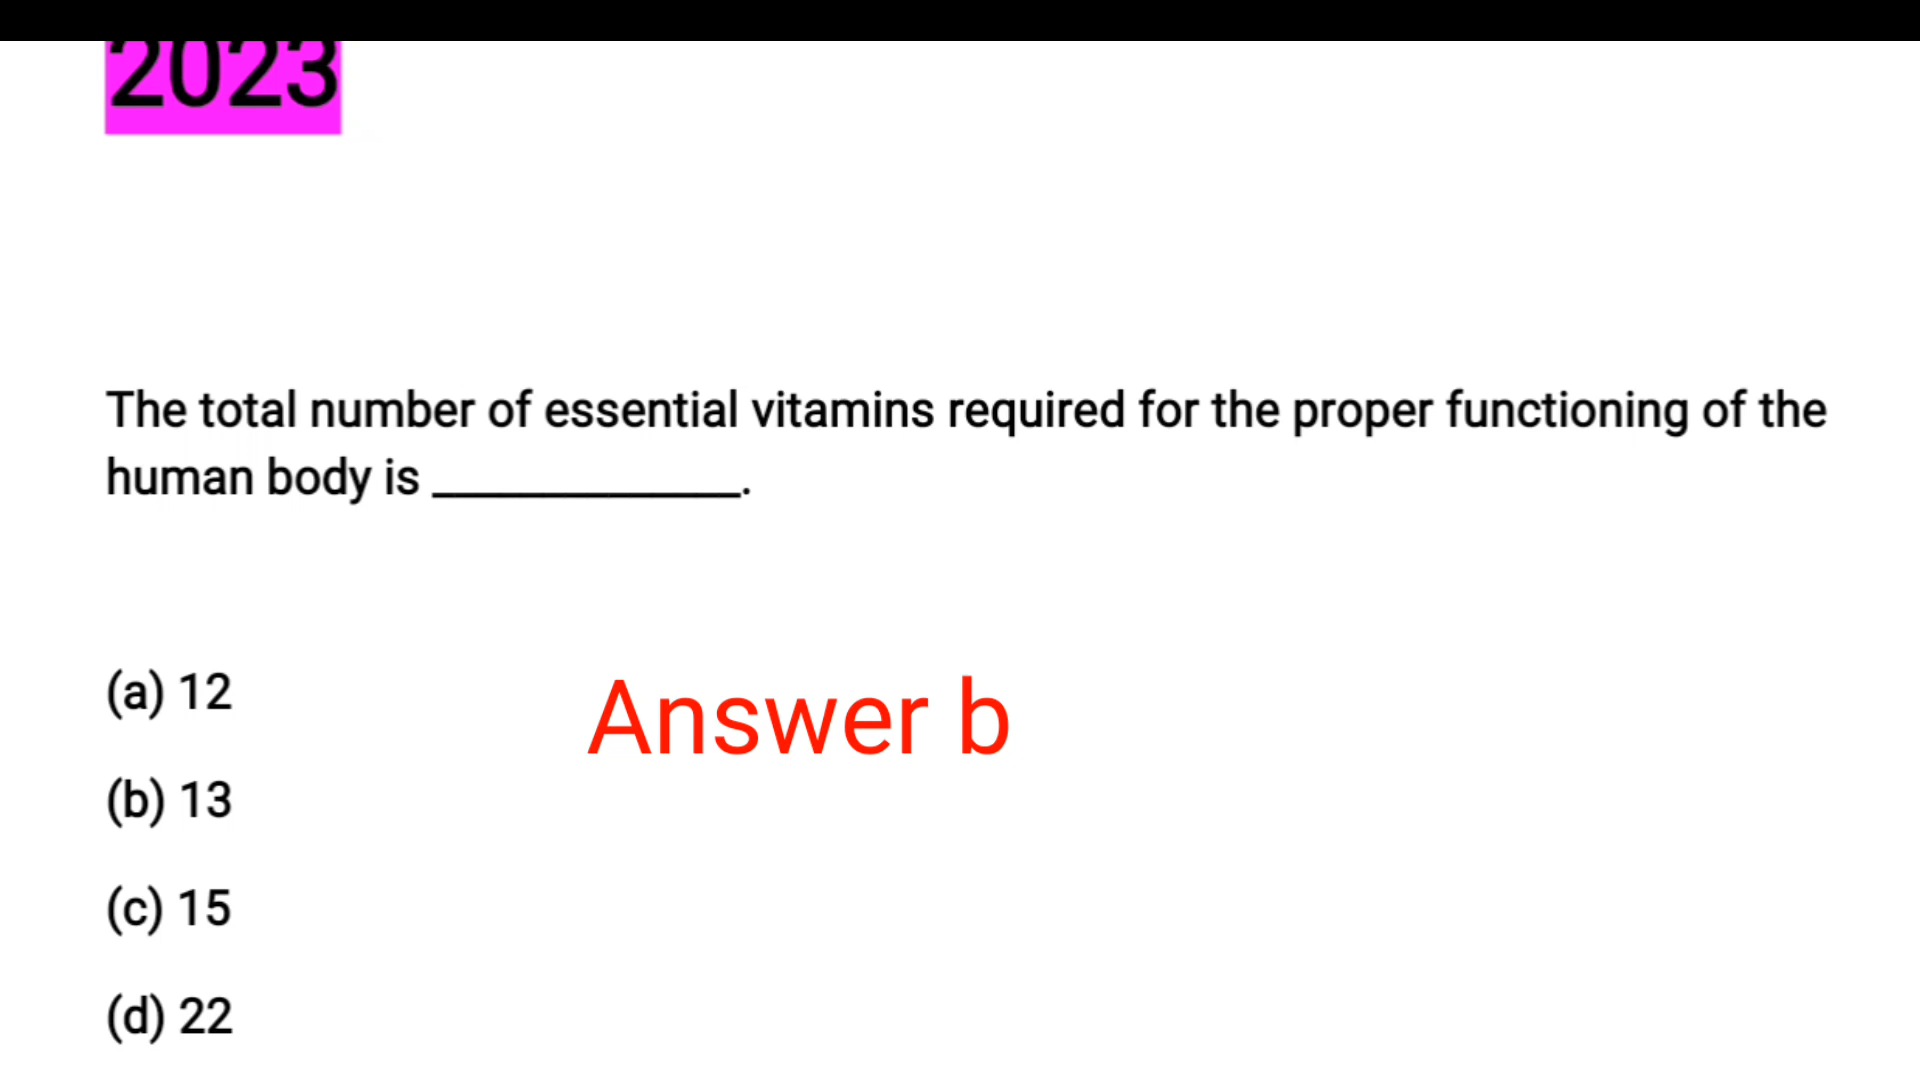 2023
The total number of essential vitamins required for the proper functioning of the
human body is _____________.
(a) 12
Answer b
(b) 13
(c) 15
(d) 22